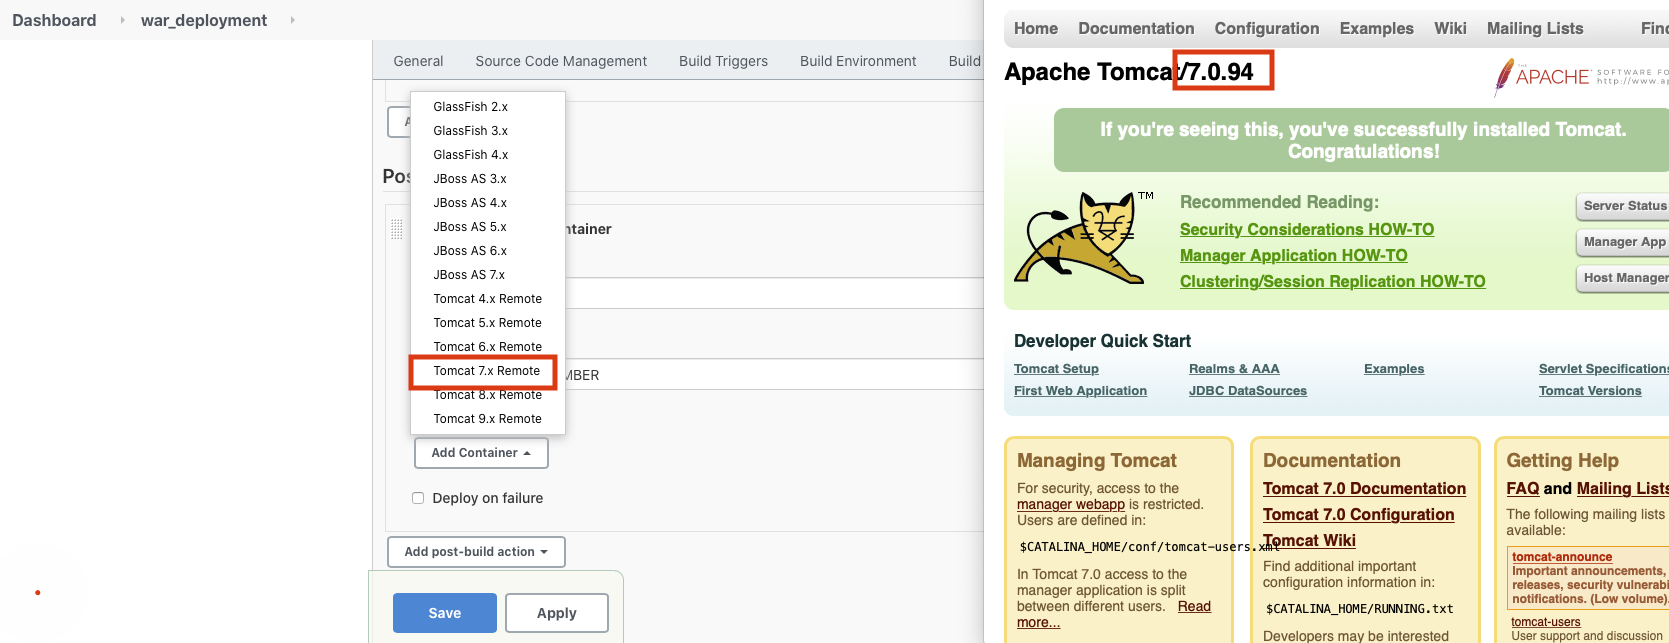 Dashboard
war_deployment
General
Source Code Management
Build Triggers
Build Environment
Build
GlassFish 2.x
GlassFish 3.x
GlassFish 4.x
JBoss AS 3.x
JBoss AS 4.x
JBoss AS 5.x
JBoss AS 6.x
JBoss AS 7.x
Tomcat 4.x Remote
Tomcat 5.x Remote
Tomcat 6.x Remote
Tomcat 7.x Remote
Tomcat 8.x Remote
Tomcat 9.x Remote
Add Container
Deploy on failure
Add post-build action
Save
Apply
Home
Documentation
Configuration
Examples
Wiki
Mailing Lists
Apache Tomcat/7.0.94
THE
APACHE
SOFTWARE
http://www.
If you're seeing this, you've successfully installed Tomcat.
Congratulations!
TM
Recommended Reading:
Security Considerations HOW-TO
Manager Application HOW-TO
Clustering/Session Replication HOW-TO
Server Status
Manager App
Host Manager
Developer Quick Start
Tomcat Setup
First Web Application
Realms & AAA
JDBC DataSources
Examples
Servlet Specifications
Tomcat Versions
Managing Tomcat
For security, access to the
manager webapp is restricted.
Users are defined in:
$CATALINA_HOME/conf/tomcat-users.xml
In Tomcat 7.0 access to the
manager application is split
between different users. Read
more...
Documentation
Tomcat 7.0 Documentation
Tomcat 7.0 Configuration
Tomcat Wiki
Find additional important
configuration information in:
$CATALINA_HOME/RUNNING.txt
Developers may be interested
Getting Help
FAQ and Mailing Lists
The following mailing lists
available:
tomcat-announce
Important announcements,
releases, security
notifications. (Low volume).
tomcat-users
User support and discussion